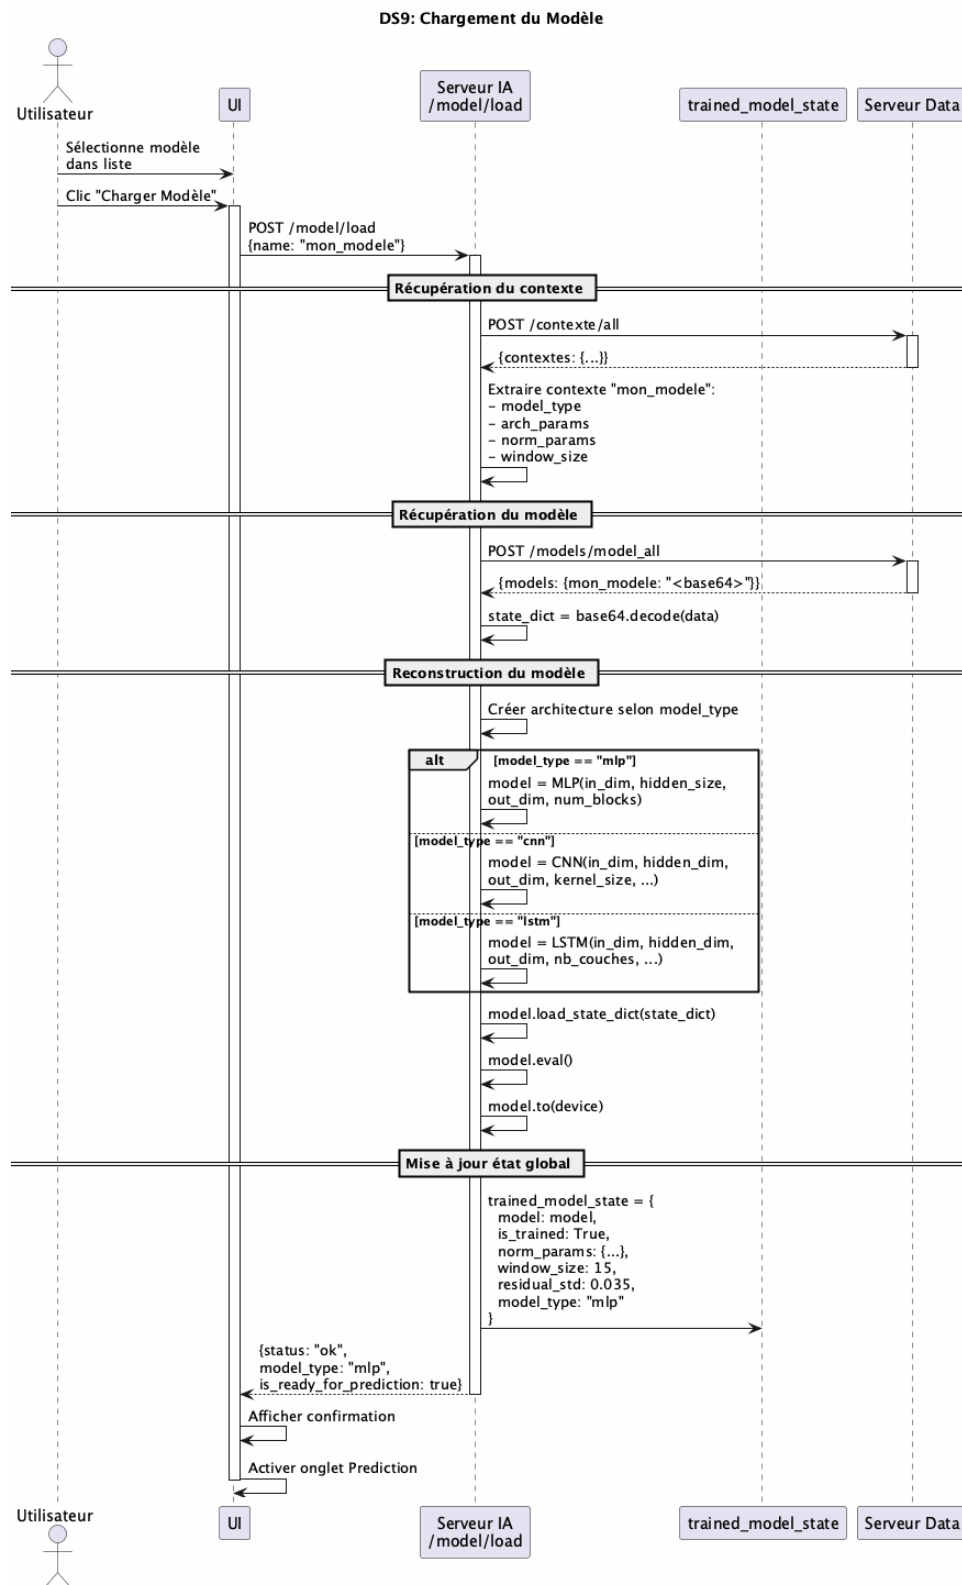 DS9: Chargement du Modèle
Utilisateur
UI
Serveur IA
/model/load
trained_model_state
Serveur Data
Sélectionne modèle
dans liste
Clic "Charger Modèle"
POST /model/load
{name: "mon_modele"}
Récupération du contexte
POST /contexte/all
{contextes: {...}}
Extraire contexte "mon_modele":
– model_type
– arch_params
– norm_params
– window_size
Récupération du modèle
POST /models/model_all
{models: {mon_modele: "<base64>"}}
state_dict = base64.decode(data)
Reconstruction du modèle
Créer architecture selon model_type
alt
[model_type == "mlp"]
model = MLP(in_dim, hidden_size,
out_dim, num_blocks)
[model_type == "cnn"]
model = CNN(in_dim, hidden_dim,
out_dim, kernel_size, ...)
[model_type == "lstm"]
model = LSTM(in_dim, hidden_dim,
out_dim, nb_couches, ...)
model.load_state_dict(state_dict)
model.eval()
model.to(device)
Mise à jour état global
trained_model_state = {
model: model,
is_trained: True,
norm_params: {...},
window_size: 15,
residual_std: 0.035,
model_type: "mlp"
}
{status: "ok",
model_type: "mlp",
is_ready_for_prediction: true}
Afficher confirmation
Activer onglet Prediction
Utilisateur
UI
Serveur IA
/model/load
trained_model_state
Serveur Data